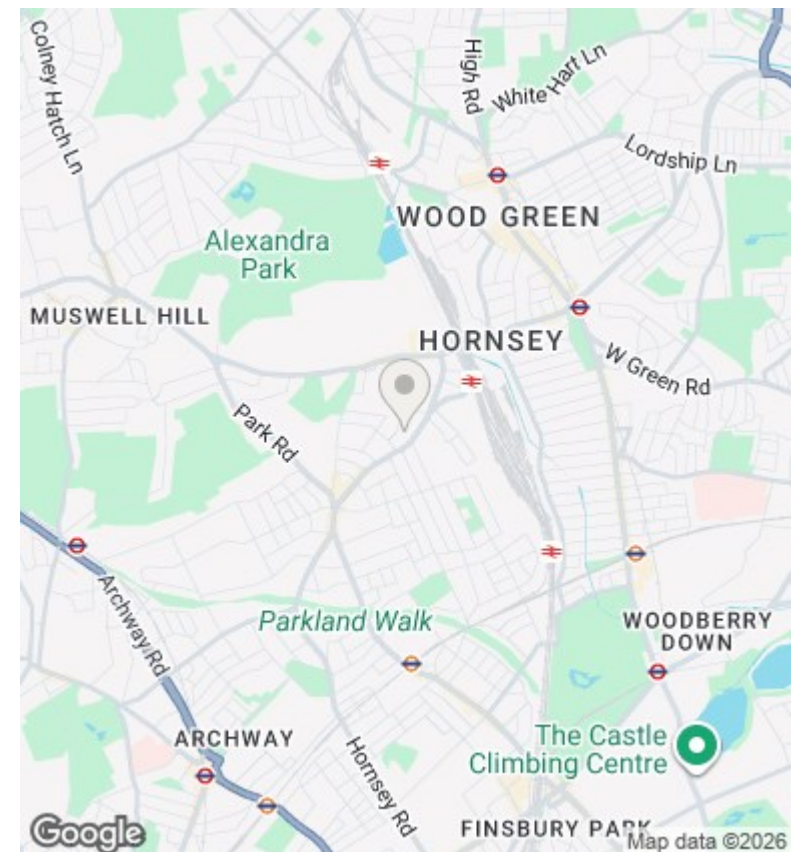 Colney Hatch Ln
High Rd
White Hart Ln
Lordship Ln
WOOD GREEN
Alexandra
Park
MUSWELL HILL
HORNSEY
W Green Rd
Park Rd
Archway Rd
Parkland Walk
WOODBERRY
DOWN
ARCHWAY
The Castle
Climbing Centre
Hornsey Rd
FINSBURY PARK
Google
Map data ©2026